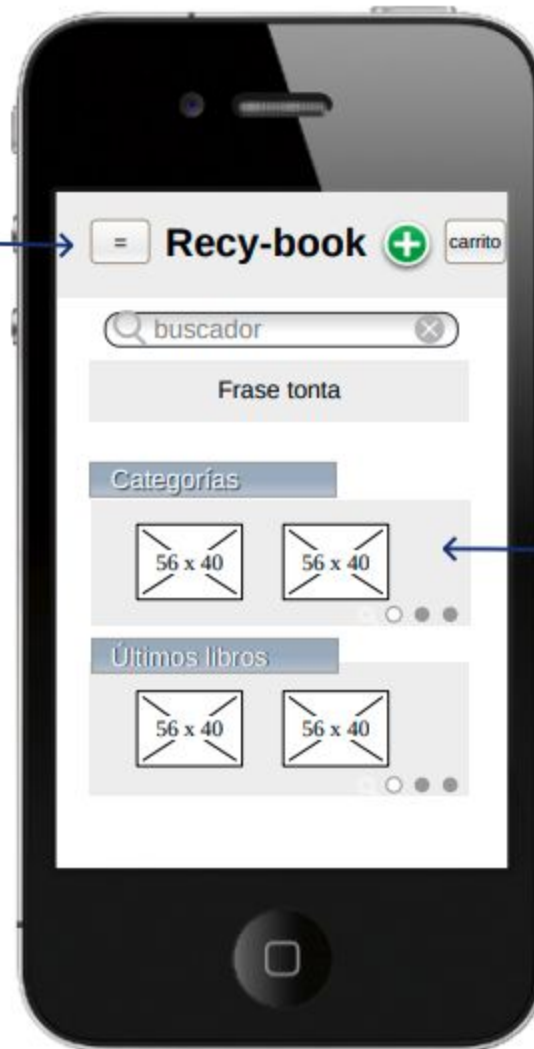 = Recy-book carrito
buscador
Frase tonta
Categorías
56 x 40 56 x 40
Últimos libros
56 x 40 56 x 40